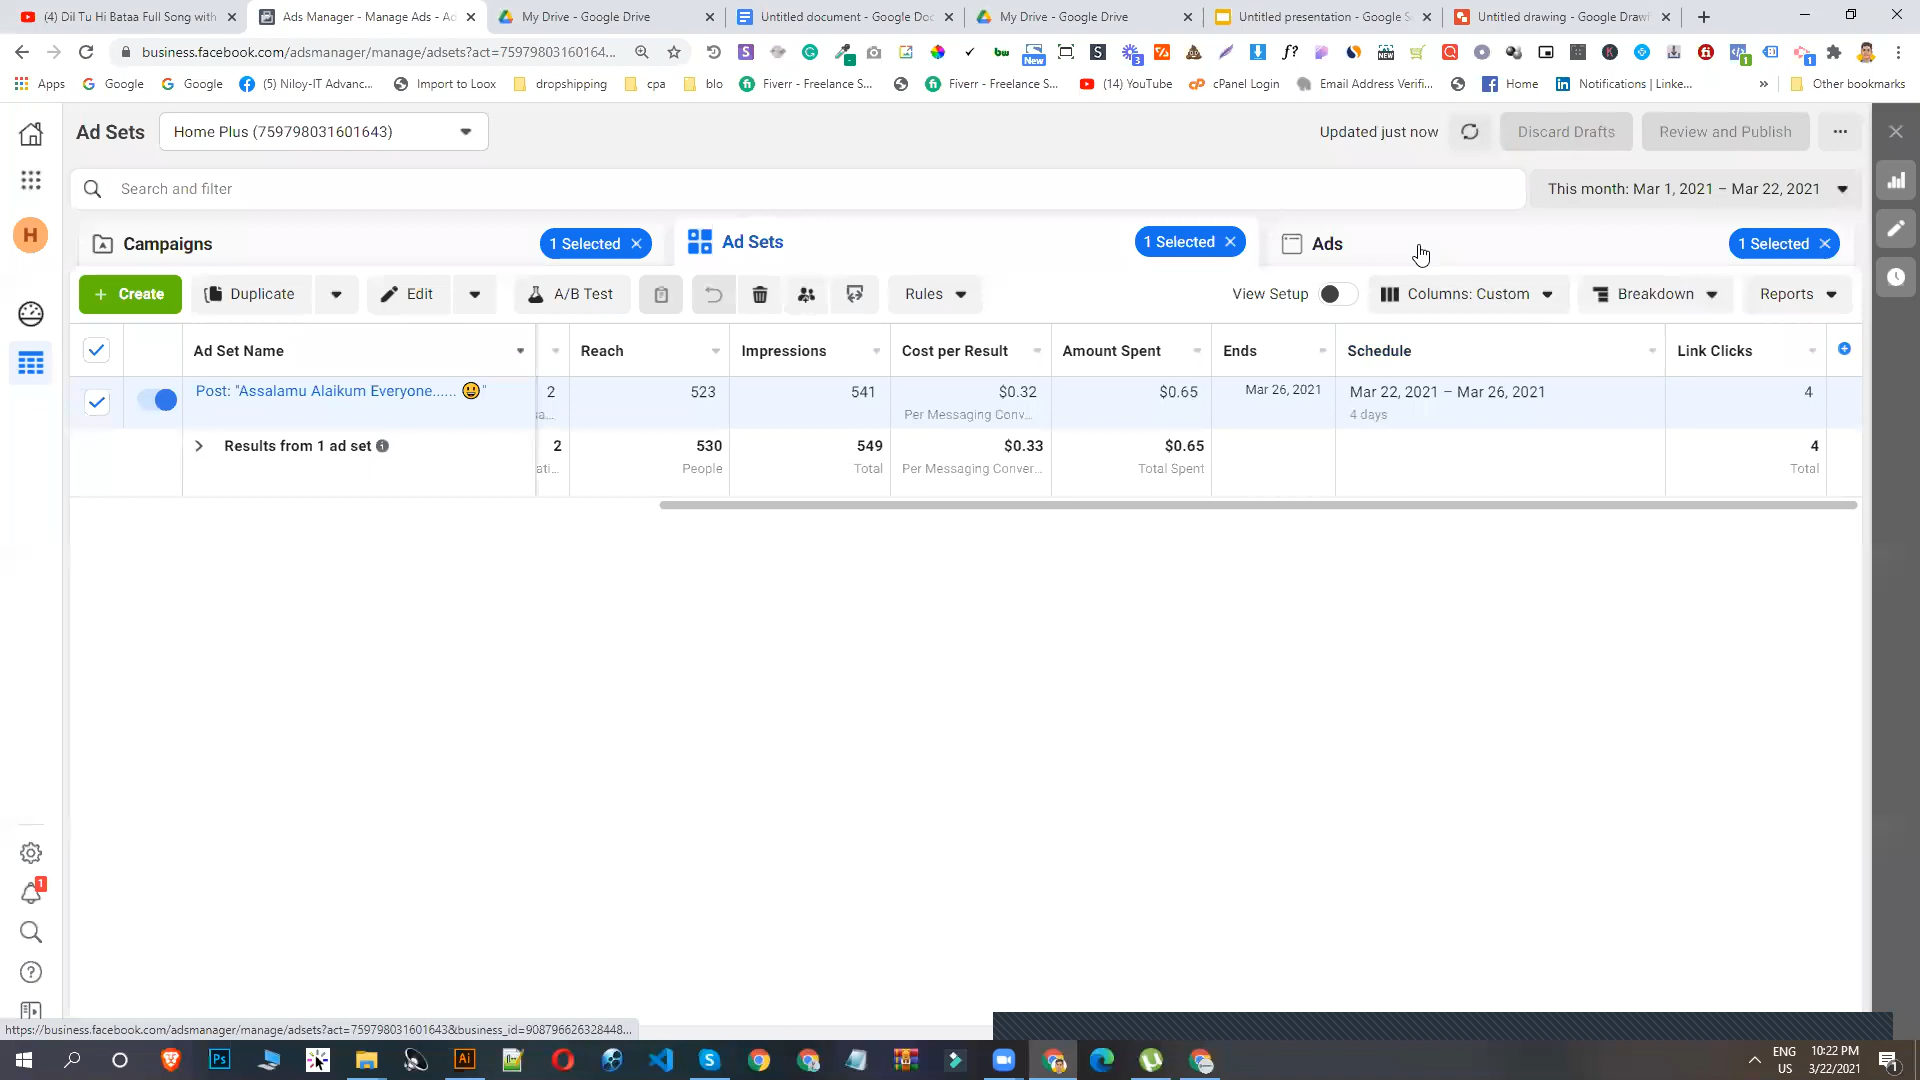 (4) Dil Tu Hi Bataa Full Song with
Ads Manager - Manage Ads - Ad
My Drive - Google Drive
Untitled document - Google Doc
My Drive - Google Drive
Untitled presentation - Google S
Untitled drawing - Google Drawi
business.facebook.com/adsmanager/manage/adsets?act=75979803160164...
New
3
1
1
Apps
Google
Google
(5) Niloy-IT Advanc...
Import to Loox
dropshipping
cpa
blo
Fiverr - Freelance S...
Fiverr - Freelance S...
(14) YouTube
cPanel Login
Email Address Verifi...
Home
Notifications | Linke...
»
Other bookmarks
Ad Sets
Home Plus (759798031601643)
Updated just now
Discard Drafts
Review and Publish
Search and filter
This month: Mar 1, 2021 – Mar 22, 2021
H
Campaigns
1 Selected
Ad Sets
1 Selected
Ads
1 Selected
+ Create
Duplicate
Edit
A/B Test
Rules
View Setup
Columns: Custom
Breakdown
Reports
Ad Set Name
Reach
Impressions
Cost per Result
Amount Spent
Ends
Schedule
Link Clicks
Post: "Assalamu Alaikum Everyone...... 😃"
2
sa...
523
541
$0.32
Per Messaging Conv...
$0.65
Mar 26, 2021
Mar 22, 2021 – Mar 26, 2021
4 days
4
Results from 1 ad set
2
ati...
530
People
549
Total
$0.33
Per Messaging Conver...
$0.65
Total Spent
4
Total
1
https://business.facebook.com/adsmanager/manage/adsets?act=759798031601643&business_id=908796626328448...
Ps
Ai
ENG
US
10:22 PM
3/22/2021
1